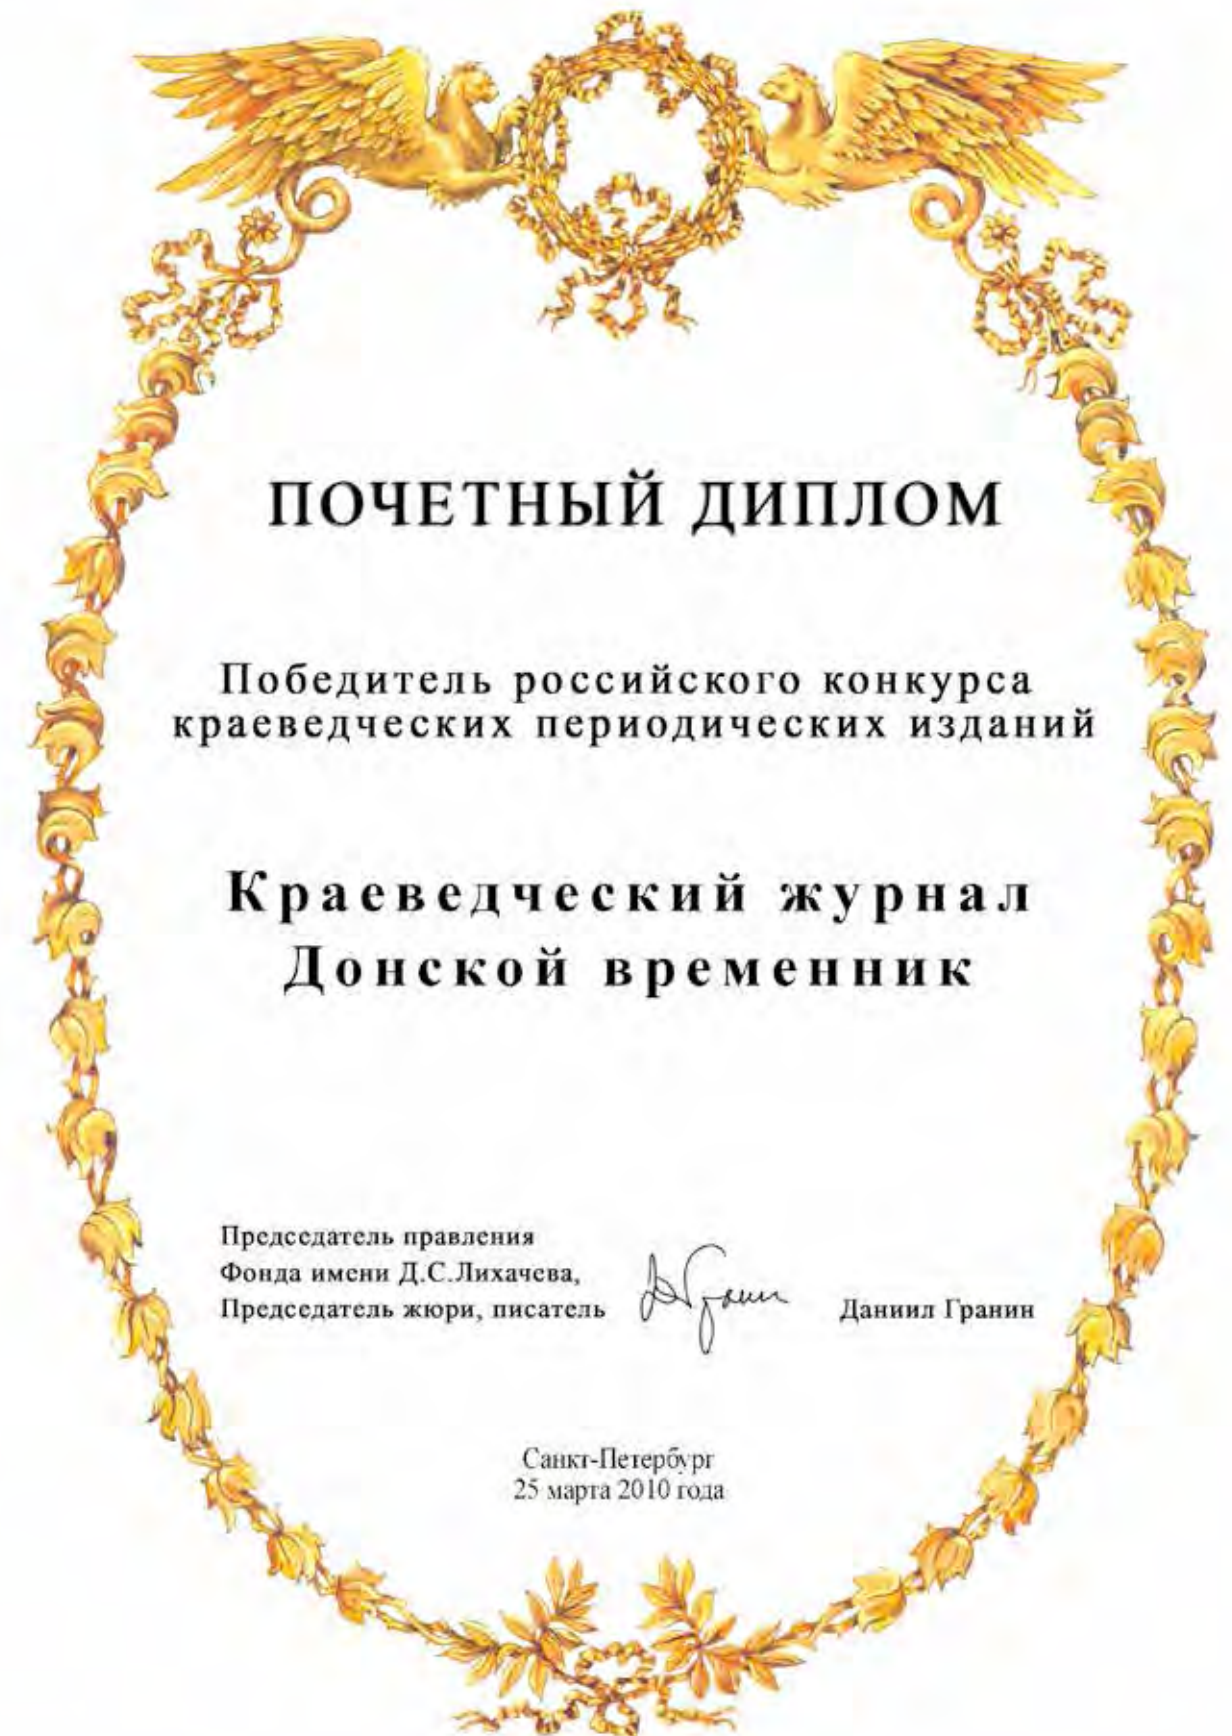 ПОЧЕТНЫЙ ДИПЛОМ
Победитель российского конкурса
краеведческих периодических изданий
Краеведческий журнал
Донской временник
Председатель правления
Фонда имени Д.С.Лихачева,
Председатель жюри, писатель
Даниил Гранин
Санкт-Петербург
25 марта 2010 года